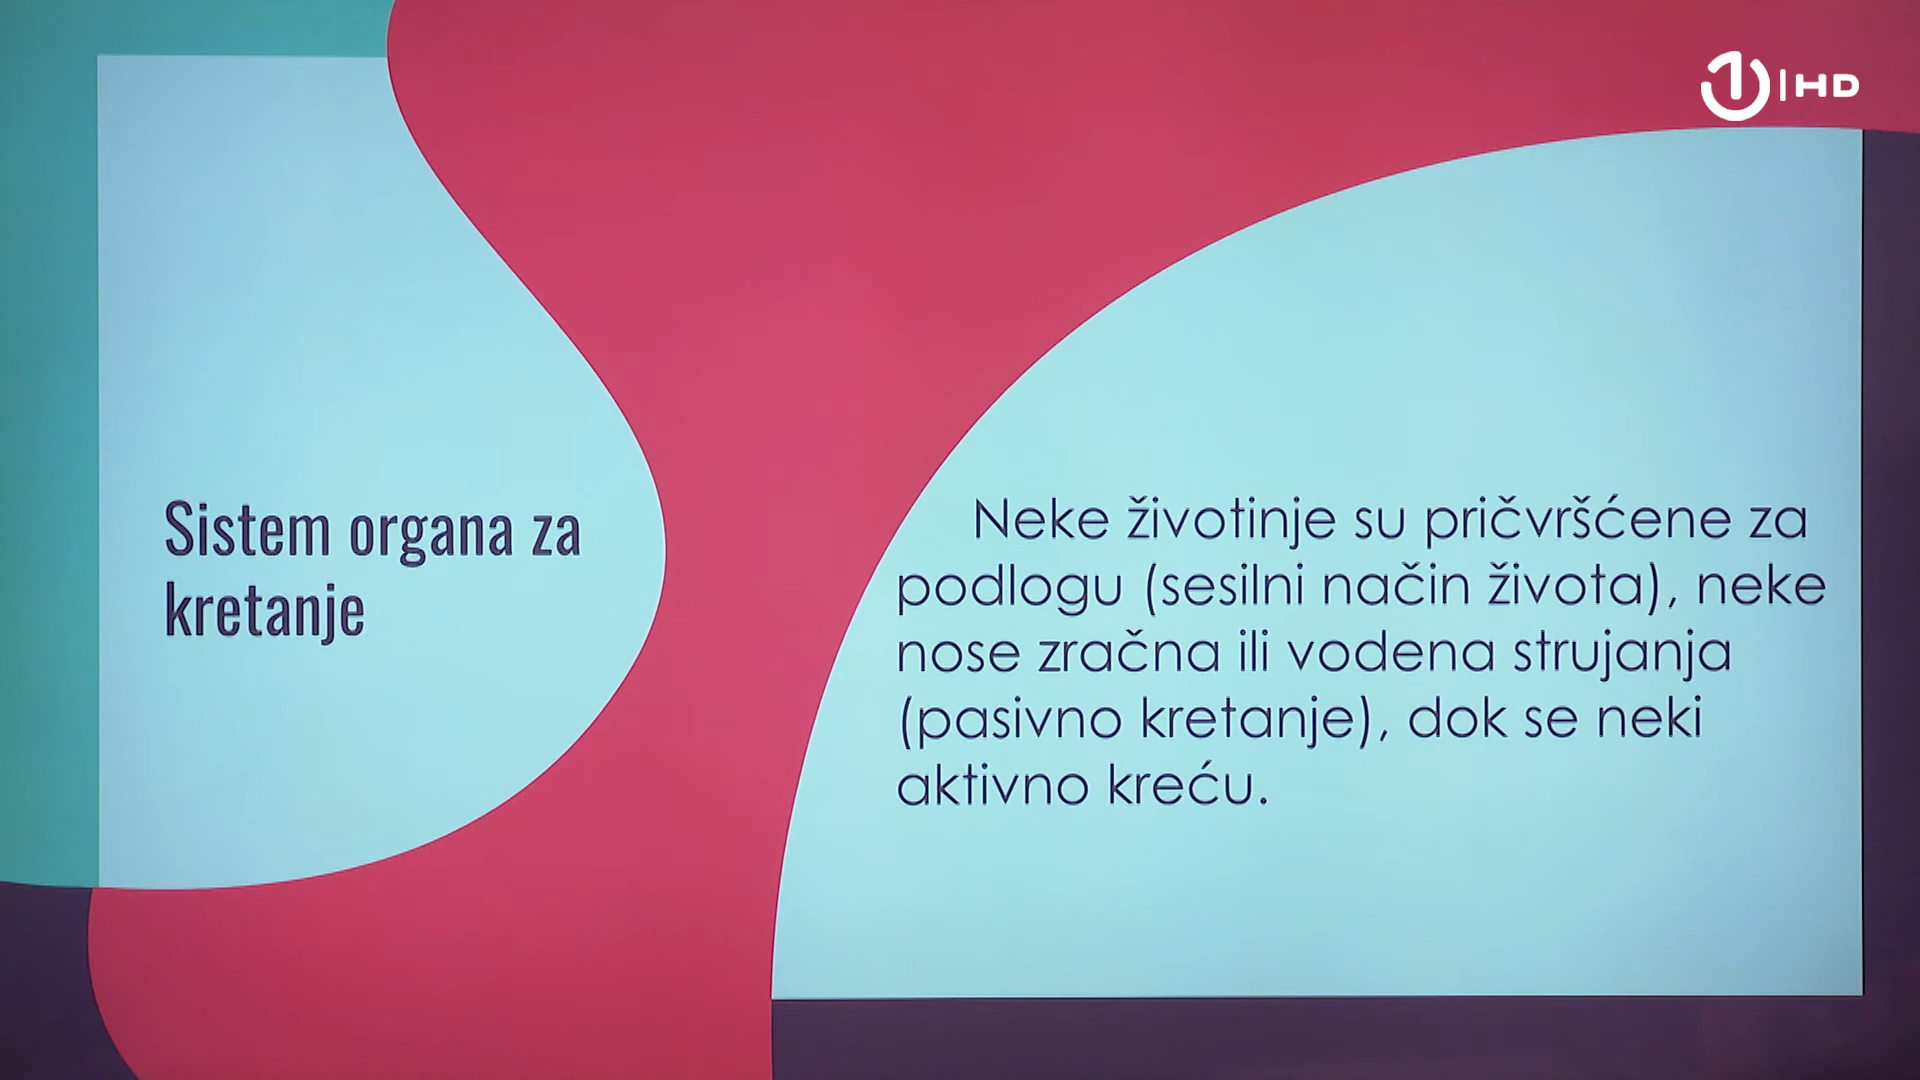 1 HD
Sistem organa za
kretanje
Neke životinje su pričvršćene za
podlogu (sesilni način života), neke
nose zračna ili vodena strujanja
(pasivno kretanje), dok se neki
aktivno kreću.